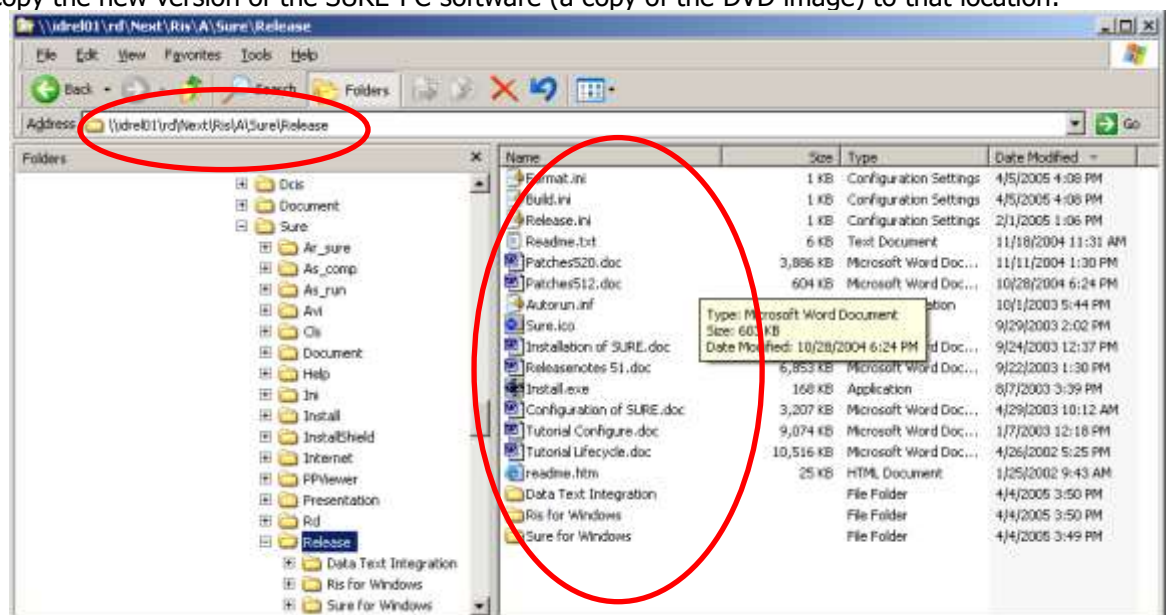 copy the new version of the SURE PC software (a copy of the DVD image) to that location.
\\idrel01\rd\Next\Ris\A\Sure\Release
File Edit View Favorites Tools Help
Back Search Folders
Address \\idrel01\rd\Next\Ris\A\Sure\Release Go
Folders
Dcis
Document
Sure
Ar_sure
As_comp
As_run
Avi
Document
Help
Ini
Install
InstallShield
Internet
PPViewer
Presentation
Rd
Release
Data Text Integration
Ris for Windows
Sure for Windows
Name Size Type Date Modified
Format.ini 1 KB Configuration Settings 4/5/2005 4:08 PM
Build.ini 1 KB Configuration Settings 4/5/2005 4:08 PM
Release.ini 1 KB Configuration Settings 2/1/2005 1:06 PM
Readme.txt 6 KB Text Document 11/18/2004 11:31 AM
Patches520.doc 3,886 KB Microsoft Word Doc... 11/11/2004 1:30 PM
Patches512.doc 604 KB Microsoft Word Doc... 10/28/2004 6:24 PM
Autorun.inf 10/1/2003 5:44 PM
Sure.ico 9/29/2003 2:02 PM
Installation of SURE.doc Doc... 9/24/2003 12:37 PM
Releasenotes 51.doc 6,853 KB Microsoft Word Doc... 9/22/2003 1:30 PM
Install.exe 168 KB Application 8/7/2003 3:39 PM
Configuration of SURE.doc 3,207 KB Microsoft Word Doc... 4/29/2003 10:12 AM
Tutorial Configure.doc 9,074 KB Microsoft Word Doc... 1/7/2003 12:18 PM
Tutorial Lifecycle.doc 10,516 KB Microsoft Word Doc... 4/26/2002 5:25 PM
readme.htm 25 KB HTML Document 1/25/2002 9:43 AM
Data Text Integration File Folder 4/4/2005 3:50 PM
Ris for Windows File Folder 4/4/2005 3:50 PM
Sure for Windows File Folder 4/4/2005 3:49 PM
Type: Microsoft Word Document
Size: 603 KB
Date Modified: 10/28/2004 6:24 PM